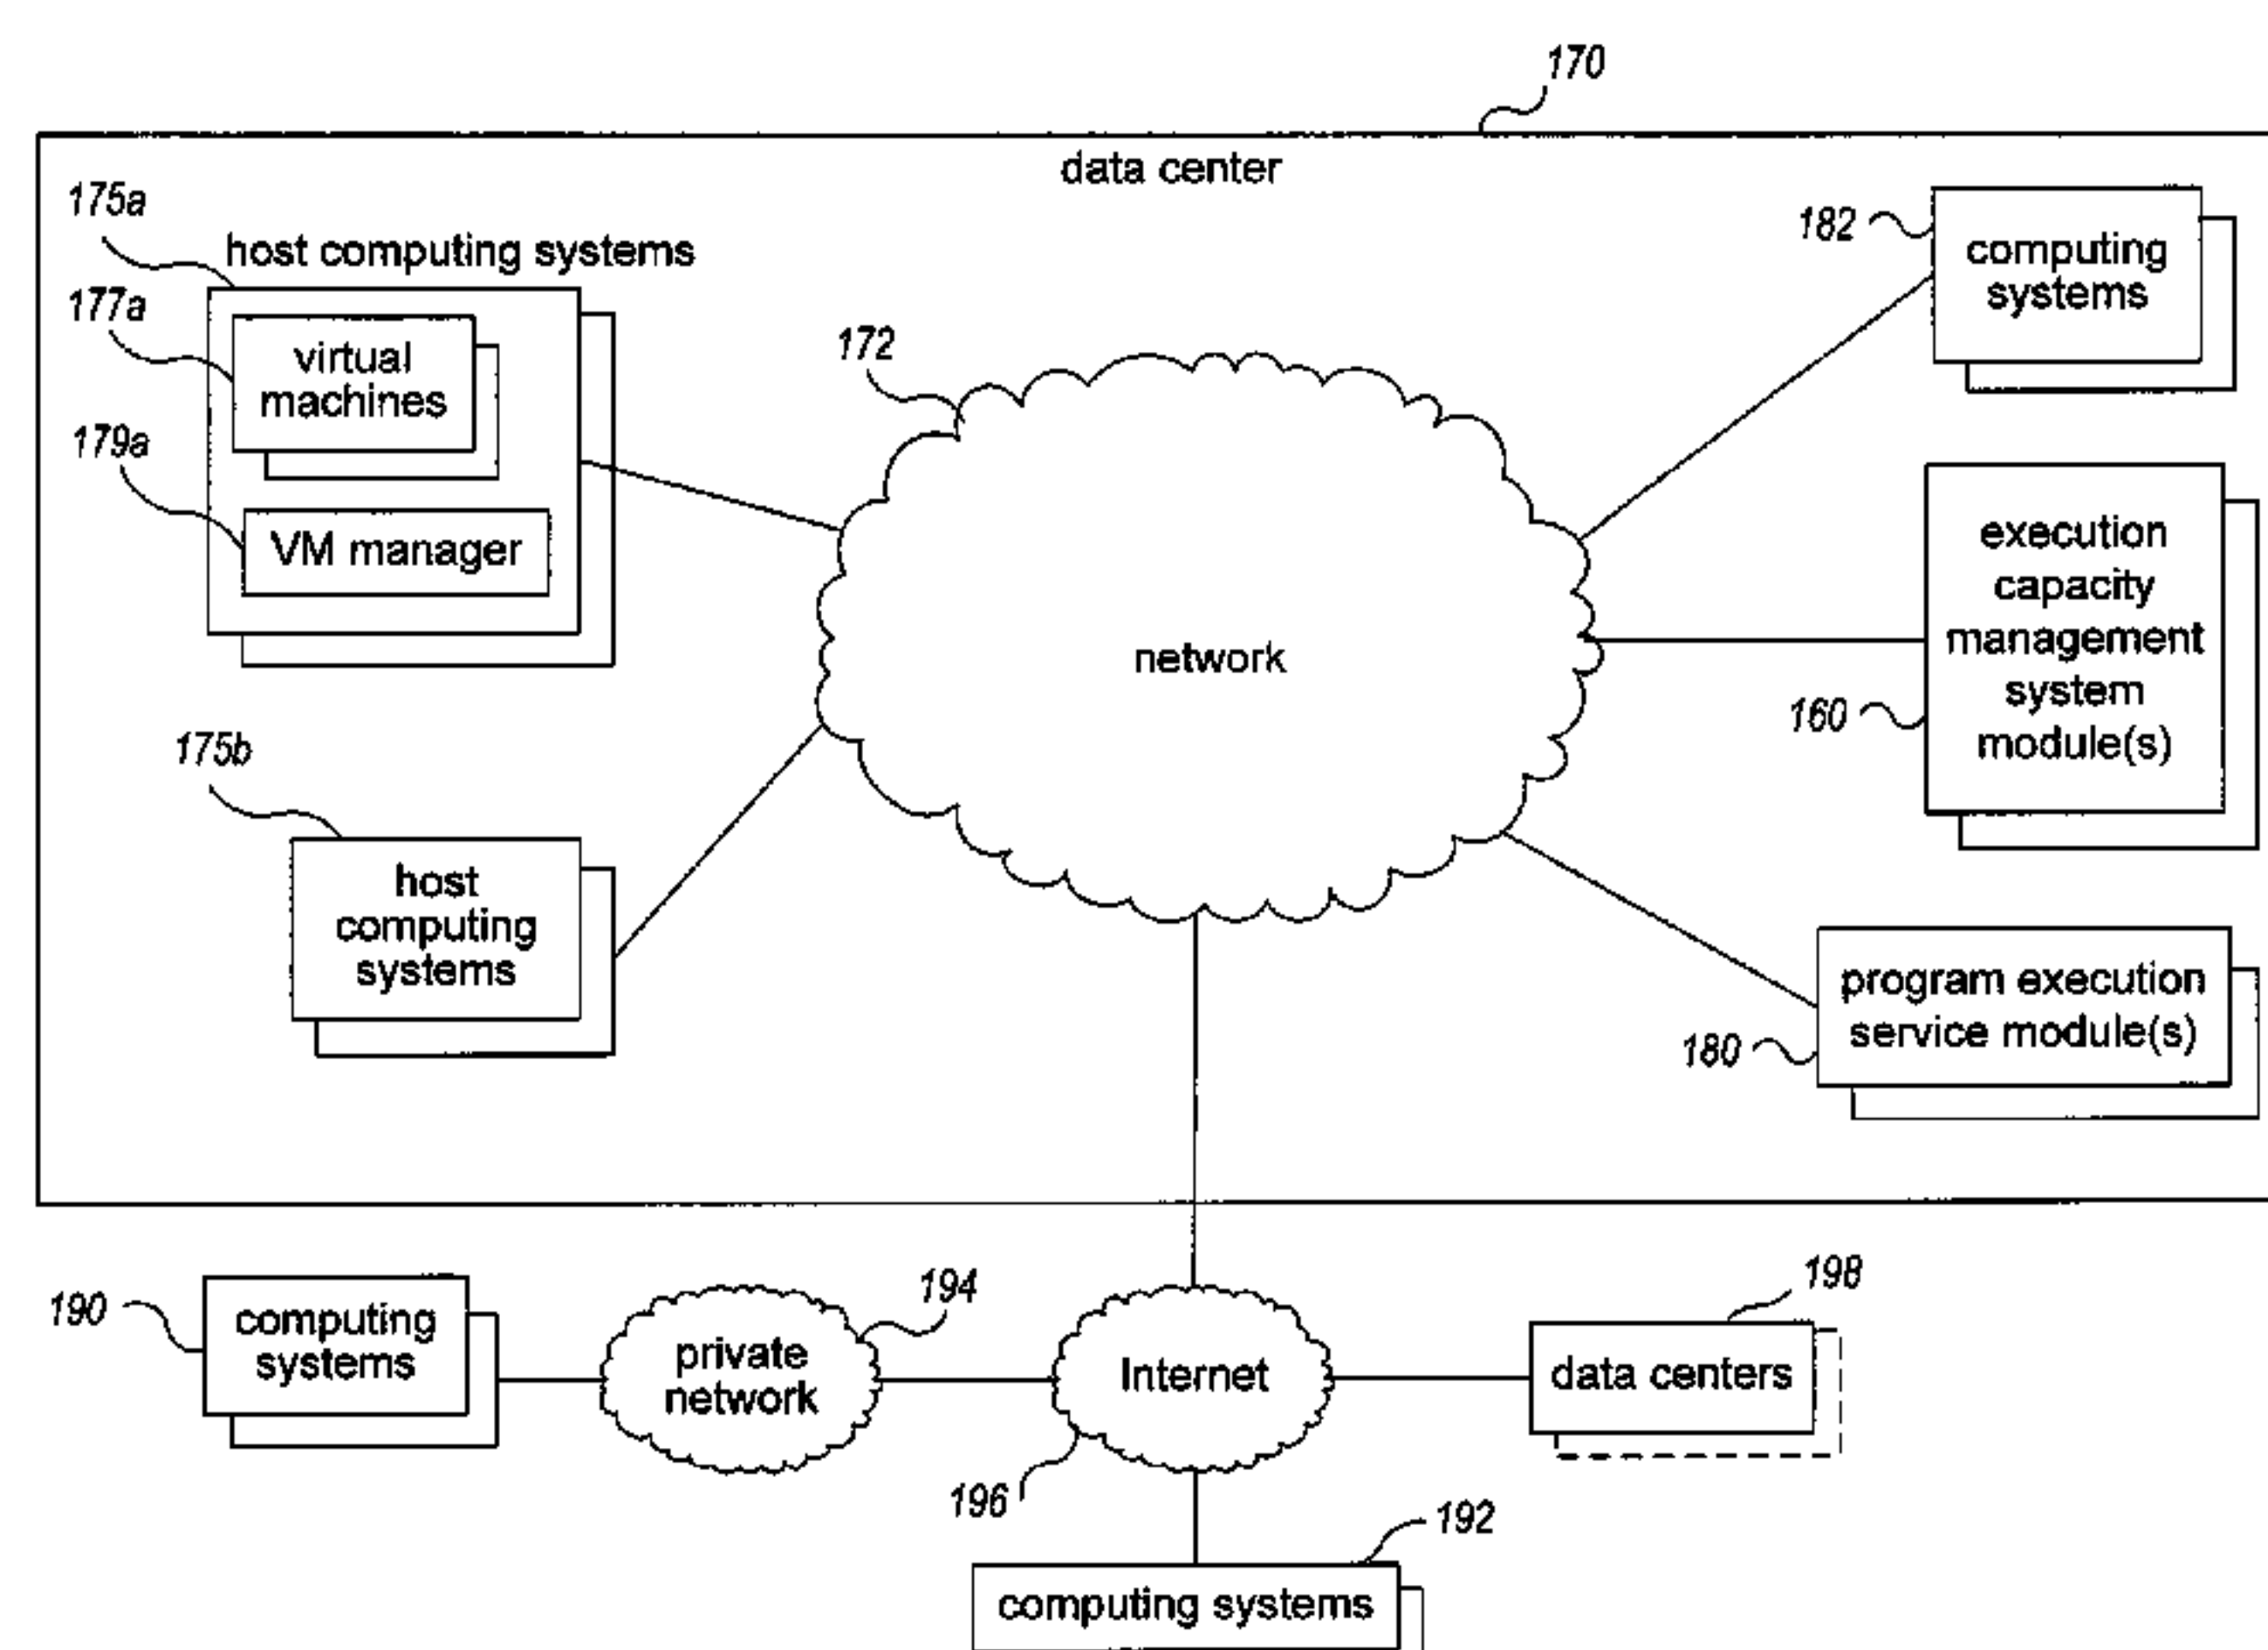 170
data center
175a
host computing systems
177a
virtual
machines
179a
VM manager
172
network
182
computing
systems
execution
capacity
management
system
module(s)
160
175b
host
computing
systems
program execution
service module(s)
180
190
computing
systems
private
network
194
Internet
196
198
data centers
192
computing systems